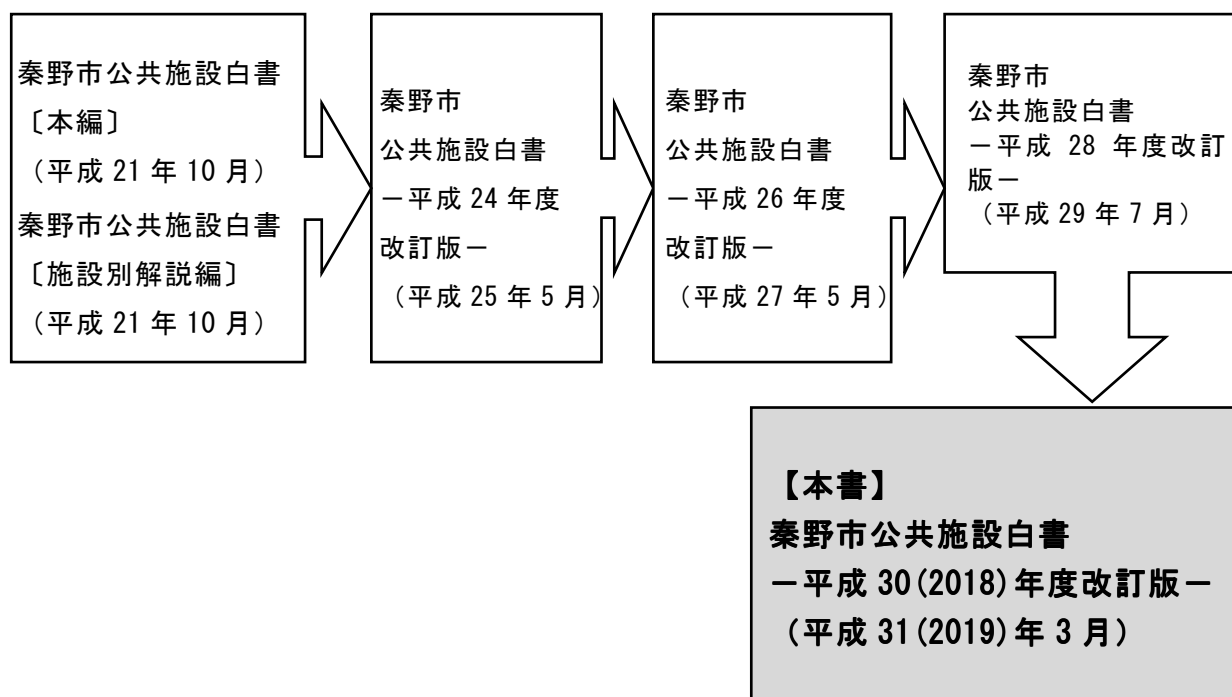 秦野市公共施設白書
〔本編〕
(平成 21 年 10 月)
秦野市公共施設白書
〔施設別解説編〕
(平成 21 年 10 月)
秦野市
公共施設白書
－平成 24 年度
改訂版－
(平成 25 年 5 月)
秦野市
公共施設白書
－平成 26 年度
改訂版－
(平成 27 年 5 月)
秦野市
公共施設白書
－平成 28 年度改訂
版－
(平成 29 年 7 月)
【本書】
秦野市公共施設白書
－平成 30(2018)年度改訂版－
(平成 31(2019)年 3 月)